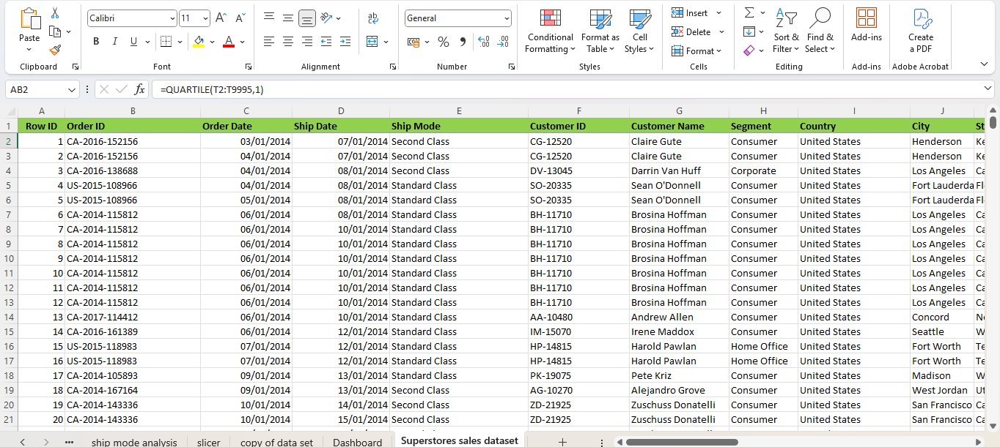 Calibri 11 General
B I U A ab % 9 .00 .00
Paste Conditional Formatting Format as Table Cell Styles Insert Delete Format Sort & Filter Find & Select Add-ins Create a PDF
Clipboard Font Alignment Number Styles Cells Editing Add-ins Adobe Acrobat
AB2 fx =QUARTILE(T2:T9995,1)
A B C D E F G H I J
1 Row ID Order ID Order Date Ship Date Ship Mode Customer ID Customer Name Segment Country City St
2 1 CA-2016-152156 03/01/2014 07/01/2014 Second Class CG-12520 Claire Gute Consumer United States Henderson Ke
3 2 CA-2016-152156 04/01/2014 07/01/2014 Second Class CG-12520 Claire Gute Consumer United States Henderson Ke
4 3 CA-2016-138688 04/01/2014 08/01/2014 Second Class DV-13045 Darrin Van Huff Corporate United States Los Angeles Ca
5 4 US-2015-108966 04/01/2014 08/01/2014 Standard Class SO-20335 Sean O'Donnell Consumer United States Fort Lauderda Fl
6 5 US-2015-108966 05/01/2014 08/01/2014 Standard Class SO-20335 Sean O'Donnell Consumer United States Fort Lauderda Fl
7 6 CA-2014-115812 06/01/2014 08/01/2014 Standard Class BH-11710 Brosina Hoffman Consumer United States Los Angeles Ca
8 7 CA-2014-115812 06/01/2014 10/01/2014 Standard Class BH-11710 Brosina Hoffman Consumer United States Los Angeles Ca
9 8 CA-2014-115812 06/01/2014 10/01/2014 Standard Class BH-11710 Brosina Hoffman Consumer United States Los Angeles Ca
10 9 CA-2014-115812 06/01/2014 10/01/2014 Standard Class BH-11710 Brosina Hoffman Consumer United States Los Angeles Ca
11 10 CA-2014-115812 06/01/2014 10/01/2014 Standard Class BH-11710 Brosina Hoffman Consumer United States Los Angeles Ca
12 11 CA-2014-115812 06/01/2014 10/01/2014 Standard Class BH-11710 Brosina Hoffman Consumer United States Los Angeles Ca
13 12 CA-2014-115812 06/01/2014 10/01/2014 Standard Class BH-11710 Brosina Hoffman Consumer United States Los Angeles Ca
14 13 CA-2017-114412 06/01/2014 10/01/2014 Standard Class AA-10480 Andrew Allen Consumer United States Concord No
15 14 CA-2016-161389 06/01/2014 12/01/2014 Standard Class IM-15070 Irene Maddox Consumer United States Seattle W
16 15 US-2015-118983 07/01/2014 12/01/2014 Standard Class HP-14815 Harold Pawlan Home Office United States Fort Worth Te
17 16 US-2015-118983 07/01/2014 12/01/2014 Standard Class HP-14815 Harold Pawlan Home Office United States Fort Worth Te
18 17 CA-2014-105893 09/01/2014 13/01/2014 Standard Class PK-19075 Pete Kriz Consumer United States Madison W
19 18 CA-2014-167164 09/01/2014 13/01/2014 Second Class AG-10270 Alejandro Grove Consumer United States West Jordan Ut
20 19 CA-2014-143336 10/01/2014 14/01/2014 Second Class ZD-21925 Zuschuss Donatelli Consumer United States San Francisco Ca
21 20 CA-2014-143336 10/01/2014 15/01/2014 Second Class ZD-21925 Zuschuss Donatelli Consumer United States San Francisco Ca
ship mode analysis slicer copy of data set Dashboard Superstores sales dataset